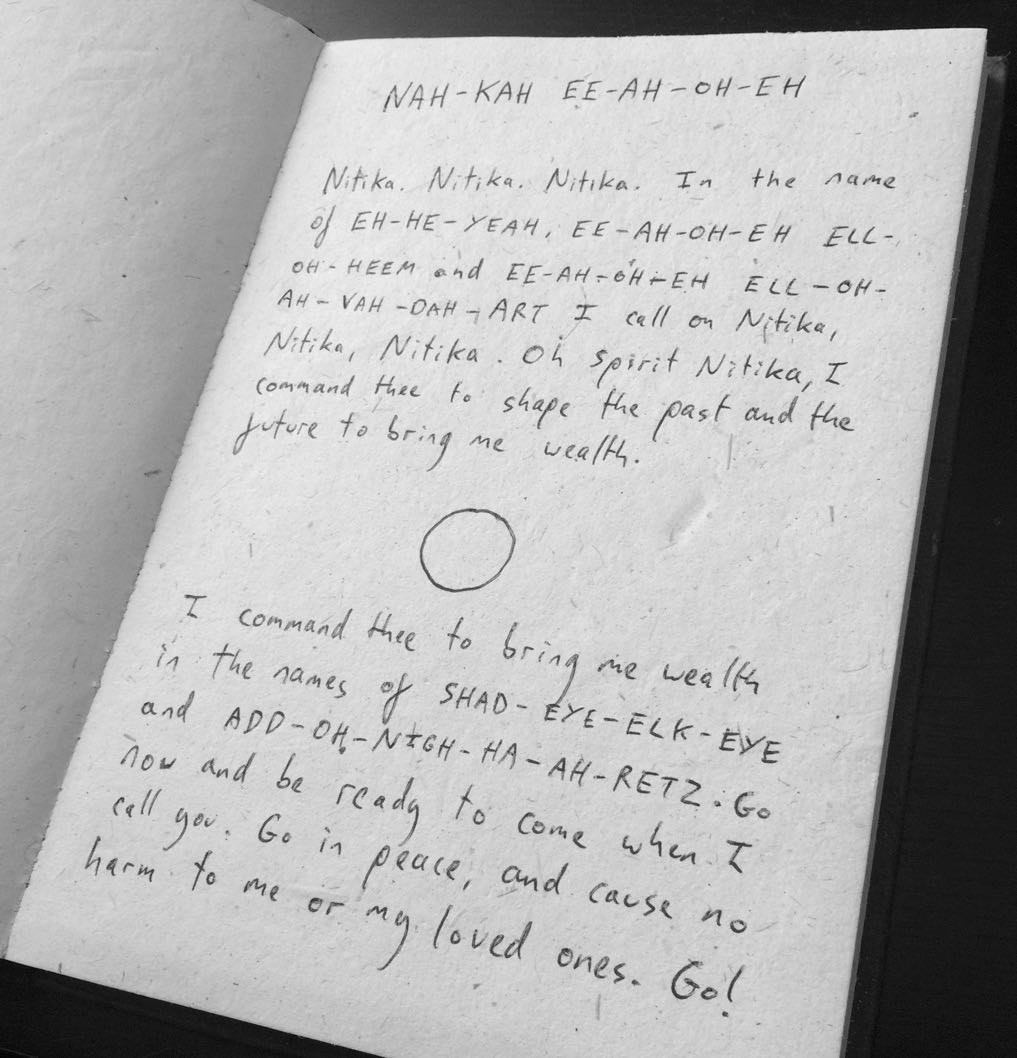 NAH-KAH EE-AH-OH-EH
Nitika. Nitika. Nitika. In the name
of EH-HE-YEAH, EE-AH-OH-EH ELL-
OH-HEEM and EE-AH-OH-EH ELL-OH-
AH-VAH-DAH-ART I call on Nitika,
Nitika, Nitika. Oh spirit Nitika, I
command thee to shape the past and the
future to bring me wealth.
I command thee to bring me wealth
in the names of SHAD-EYE-ELK-EYE
and ADD-OH-NIGH-HA-AH-RETZ. Go
now and be ready to come when I
call you. Go in peace, and cause no
harm to me or my loved ones. Go!